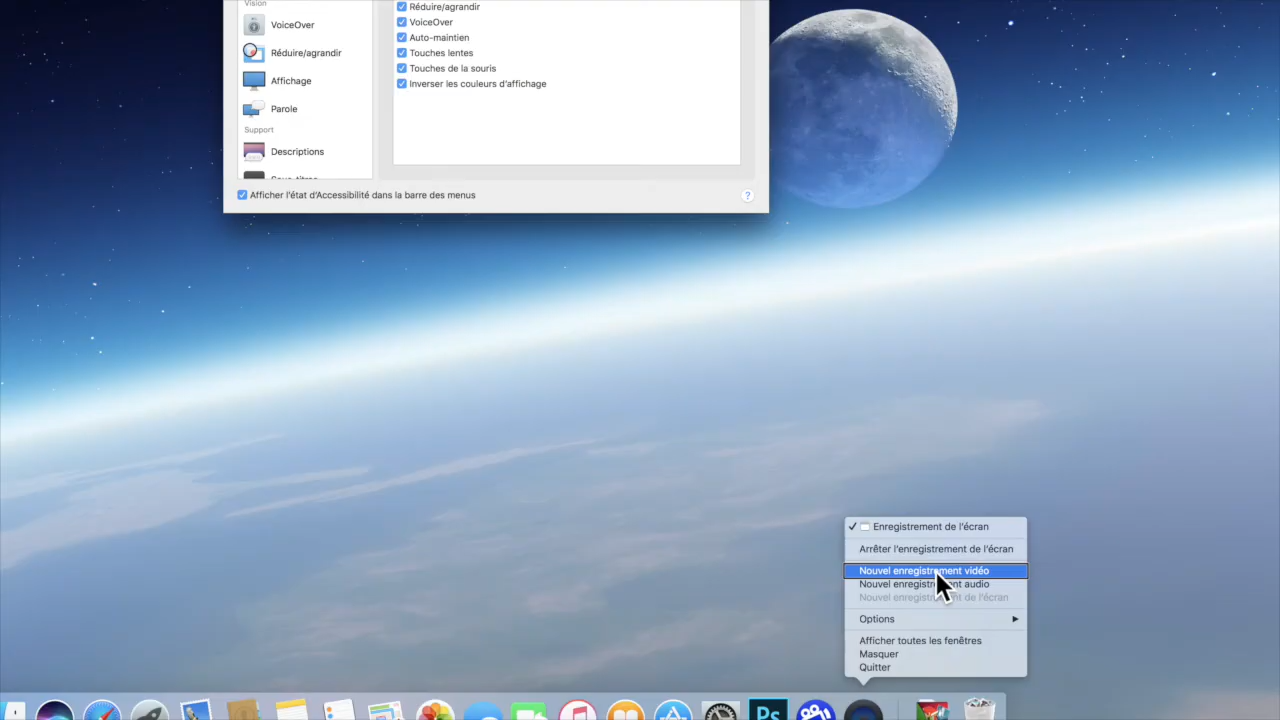 Vision
VoiceOver
Réduire/agrandir
Affichage
Parole
Support
Descriptions
Sous-titres
Réduire/agrandir
VoiceOver
Auto-maintien
Touches lentes
Touches de la souris
Inverser les couleurs d'affichage
Afficher l'état d'Accessibilité dans la barre des menus
?
✓ Enregistrement de l'écran
Arrêter l'enregistrement de l'écran
Nouvel enregistrement vidéo
Nouvel enregistrement audio
Nouvel enregistrement de l'écran
Options
Afficher toutes les fenêtres
Masquer
Quitter
Ps